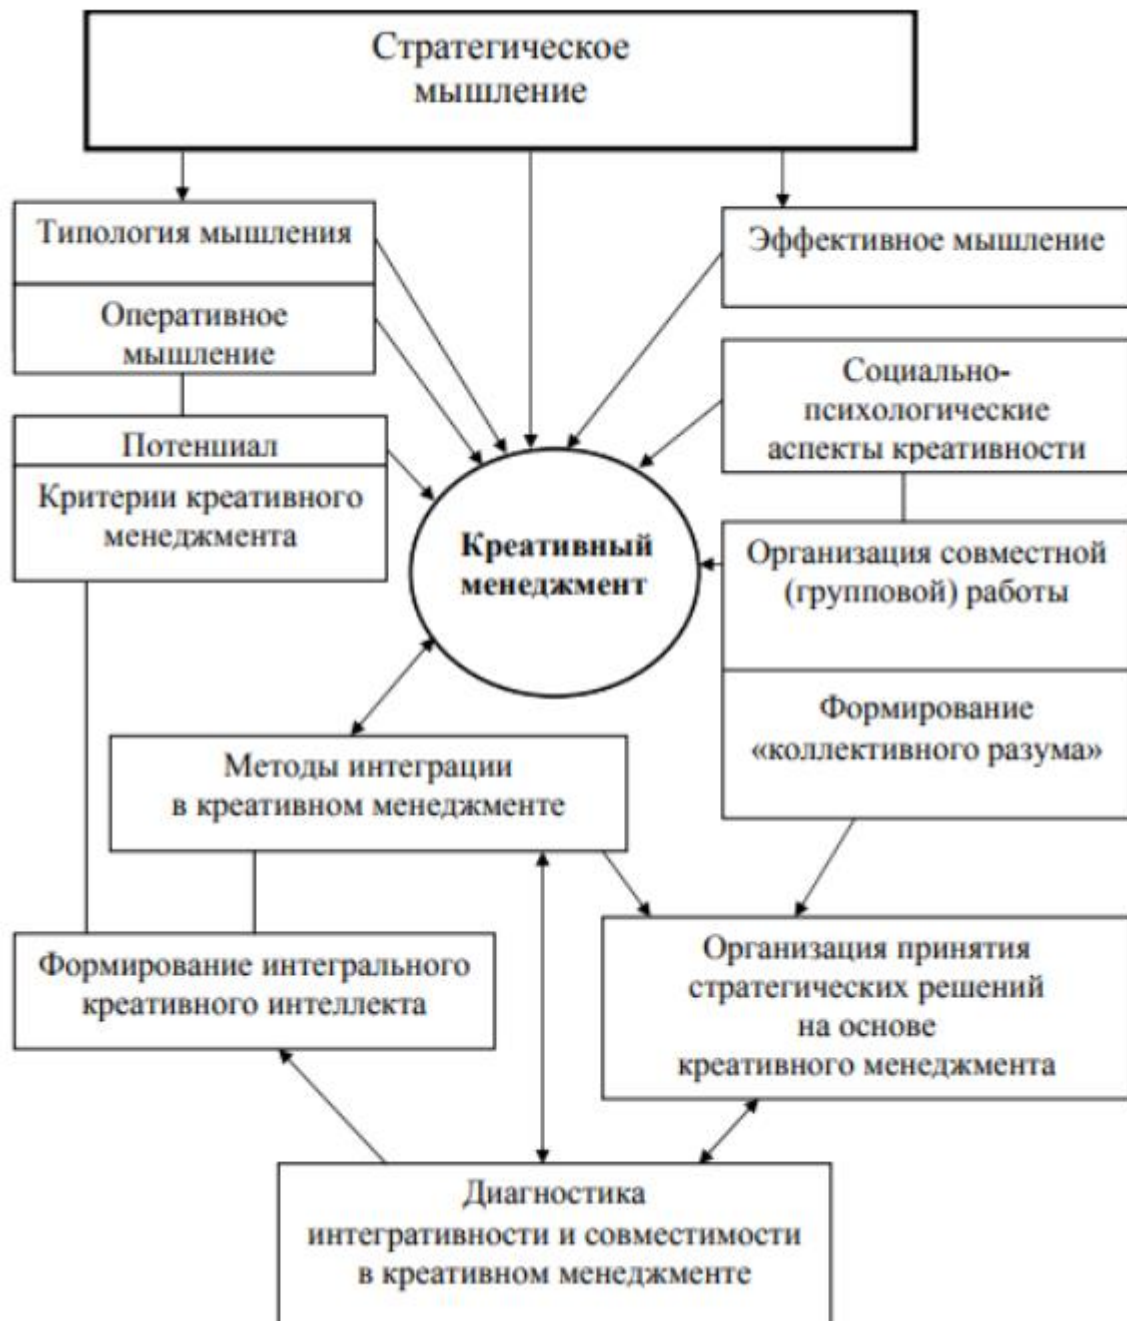 Стратегическое
мышление
Типология мышления
Оперативное
мышление
Потенциал
Критерии креативного
менеджмента
Эффективное мышление
Социально-
психологические
аспекты креативности
Креативный
менеджмент
Организация совместной
(групповой) работы
Формирование
«коллективного разума»
Методы интеграции
в креативном менеджменте
Формирование интегрального
креативного интеллекта
Организация принятия
стратегических решений
на основе
креативного менеджмента
Диагностика
интегративности и совместимости
в креативном менеджменте